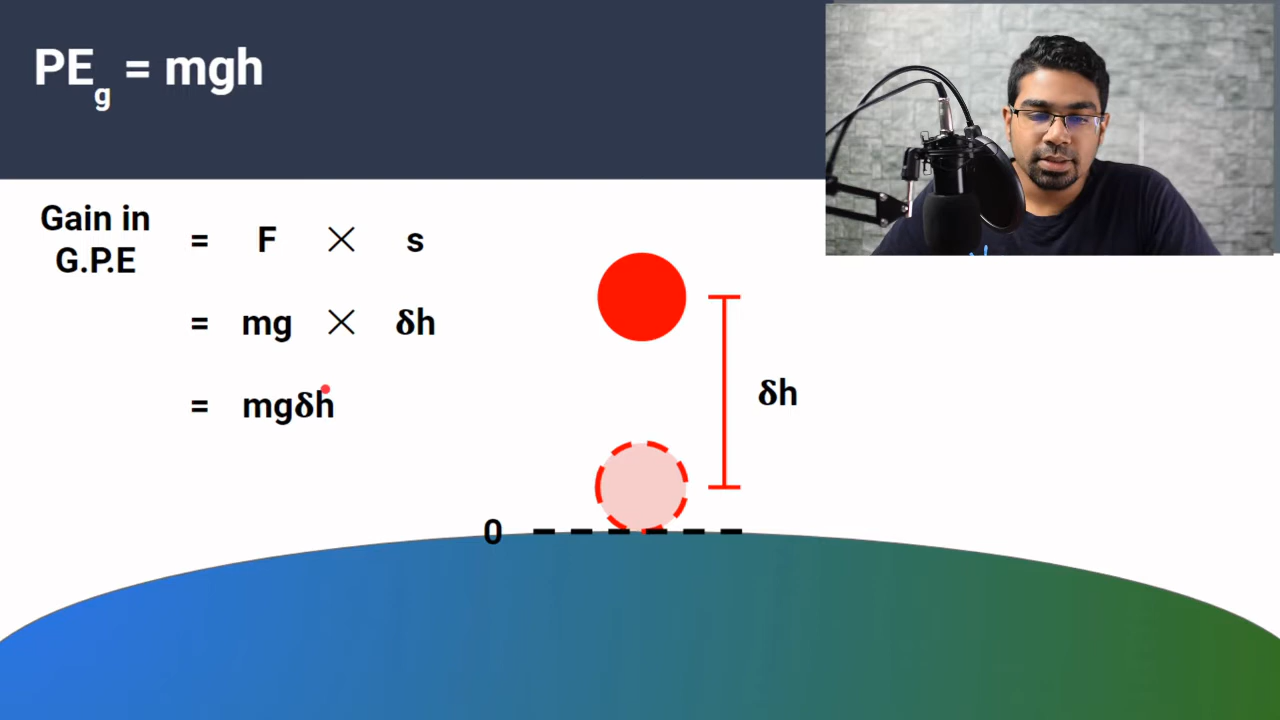 PEg = mgh
Gain in
G.P.E
= F × s
= mg × δh
= mgδh
δh
0